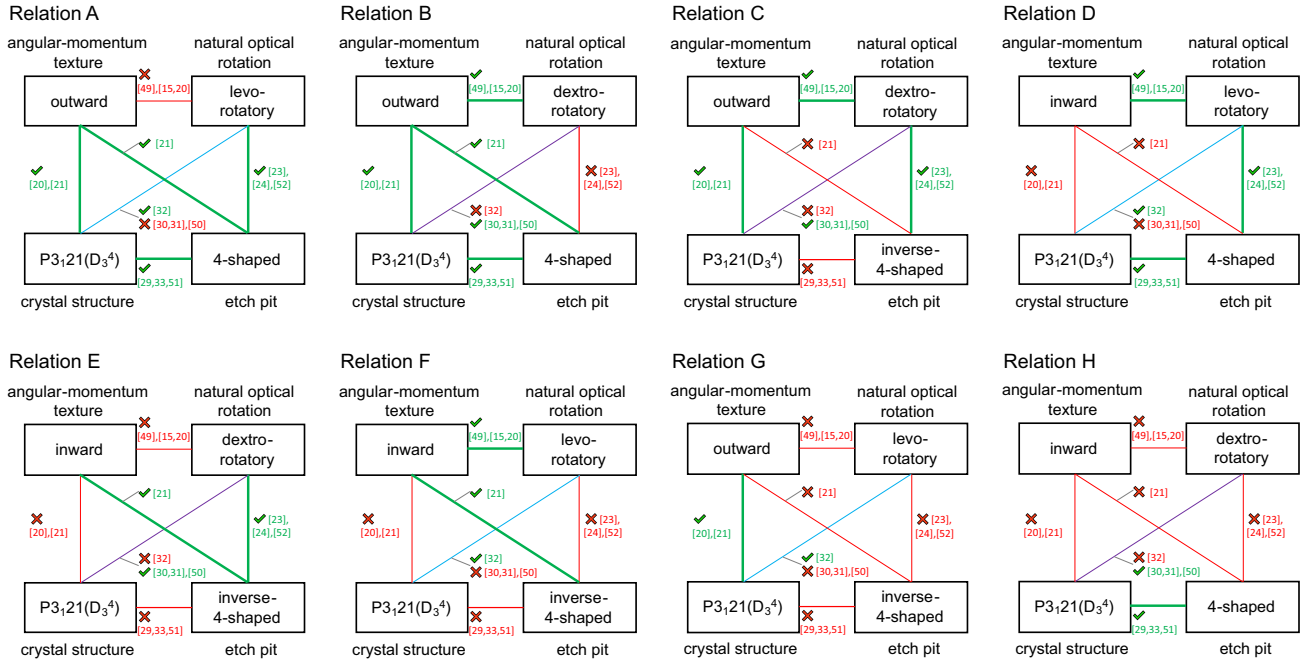 Relation A
angular-momentum
texture
natural optical
rotation
outward
levo-
rotatory
[49],[15,20]
[21]
[20],[21]
[23],
[24],[52]
[32]
[30,31],[50]
P3₁21(D₃⁴)
4-shaped
[29,33,51]
crystal structure
etch pit
Relation B
angular-momentum
texture
natural optical
rotation
outward
dextro-
rotatory
[49],[15,20]
[21]
[20],[21]
[23],
[24],[52]
[32]
[30,31],[50]
P3₁21(D₃⁴)
4-shaped
[29,33,51]
crystal structure
etch pit
Relation C
angular-momentum
texture
natural optical
rotation
outward
dextro-
rotatory
[49],[15,20]
[21]
[20],[21]
[23],
[24],[52]
[32]
[30,31],[50]
P3₁21(D₃⁴)
inverse-
4-shaped
[29,33,51]
crystal structure
etch pit
Relation D
angular-momentum
texture
natural optical
rotation
inward
levo-
rotatory
[49],[15,20]
[21]
[20],[21]
[23],
[24],[52]
[32]
[30,31],[50]
P3₁21(D₃⁴)
4-shaped
[29,33,51]
crystal structure
etch pit
Relation E
angular-momentum
texture
natural optical
rotation
inward
dextro-
rotatory
[49],[15,20]
[21]
[20],[21]
[23],
[24],[52]
[32]
[30,31],[50]
P3₁21(D₃⁴)
inverse-
4-shaped
[29,33,51]
crystal structure
etch pit
Relation F
angular-momentum
texture
natural optical
rotation
inward
levo-
rotatory
[49],[15,20]
[21]
[20],[21]
[23],
[24],[52]
[32]
[30,31],[50]
P3₁21(D₃⁴)
inverse-
4-shaped
[29,33,51]
crystal structure
etch pit
Relation G
angular-momentum
texture
natural optical
rotation
outward
levo-
rotatory
[49],[15,20]
[21]
[20],[21]
[23],
[24],[52]
[32]
[30,31],[50]
P3₁21(D₃⁴)
inverse-
4-shaped
[29,33,51]
crystal structure
etch pit
Relation H
angular-momentum
texture
natural optical
rotation
inward
dextro-
rotatory
[49],[15,20]
[21]
[20],[21]
[23],
[24],[52]
[32]
[30,31],[50]
P3₁21(D₃⁴)
4-shaped
[29,33,51]
crystal structure
etch pit